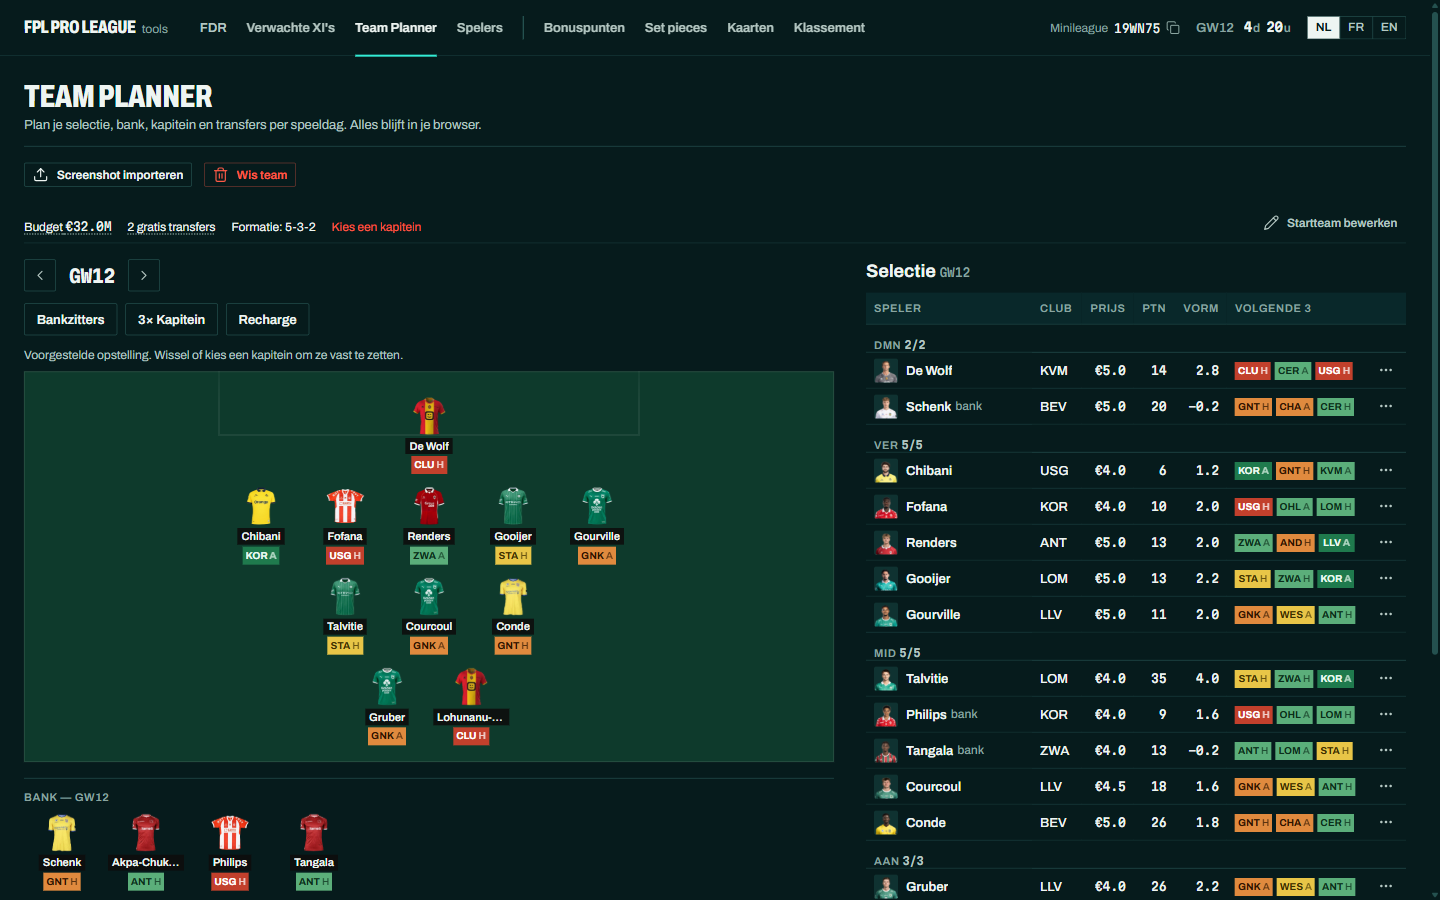 FPL PRO LEAGUE tools FDR Verwachte XI's Team Planner Spelers Bonuspunten Set pieces Kaarten Klassement Minileague 19WN75 GW12 4d 20u NL FR EN
TEAM PLANNER
Plan je selectie, bank, kapitein en transfers per speeldag. Alles blijft in je browser.
Screenshot importeren Wis team
Budget €32.0M 2 gratis transfers Formatie: 5-3-2 Kies een kapitein Startteam bewerken
GW12
Bankzitters 3× Kapitein Recharge
Voorgestelde opstelling. Wissel of kies een kapitein om ze vast te zetten.
De Wolf
CLU H
Chibani Fofana Renders Gooijer Gourville
KOR A USG H ZWA A STA H GNK A
Talvitie Courcoul Conde
STA H GNK A GNT H
Gruber Lohunanu-...
GNK A CLU H
BANK — GW12
Schenk Akpa-Chuk... Philips Tangala
GNT H ANT H USG H ANT H
Selectie GW12
SPELER CLUB PRIJS PTN VORM VOLGENDE 3
DMN 2/2
De Wolf KVM €5.0 14 2.8 CLU H CER A USG H ...
Schenk bank BEV €5.0 20 −0.2 GNT H CHA A CER H ...
VER 5/5
Chibani USG €4.0 6 1.2 KOR A GNT H KVM A ...
Fofana KOR €4.0 10 2.0 USG H OHL A LOM H ...
Renders ANT €5.0 13 2.0 ZWA A AND H LLV A ...
Gooijer LOM €5.0 13 2.2 STA H ZWA H KOR A ...
Gourville LLV €5.0 11 2.0 GNK A WES A ANT H ...
MID 5/5
Talvitie LOM €4.0 35 4.0 STA H ZWA H KOR A ...
Philips bank KOR €4.0 9 1.6 USG H OHL A LOM H ...
Tangala bank ZWA €4.0 13 −0.2 ANT H LOM A STA H ...
Courcoul LLV €4.5 18 1.6 GNK A WES A ANT H ...
Conde BEV €5.0 26 1.8 GNT H CHA A CER H ...
AAN 3/3
Gruber LLV €4.0 26 2.2 GNK A WES A ANT H ...